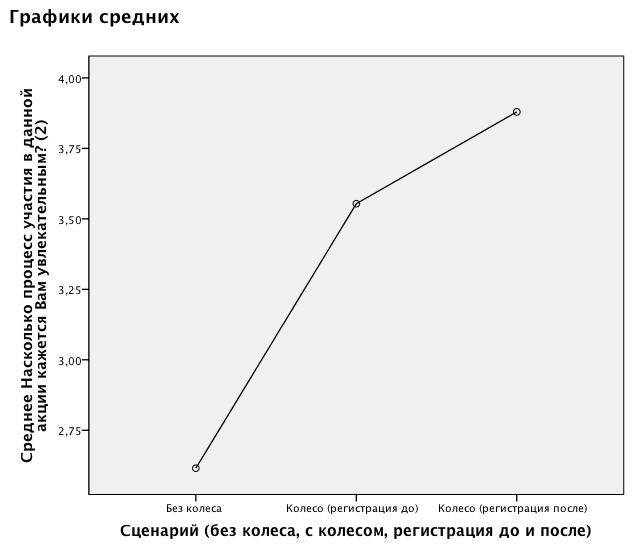 Графики средних
Среднее Насколько процесс участия в данной
акции кажется Вам увлекательным? (2)
4,00
3,75
3,50
3,25
3,00
2,75
Без колеса
Колесо (регистрация до)
Колесо (регистрация после)
Сценарий (без колеса, с колесом, регистрация до и после)